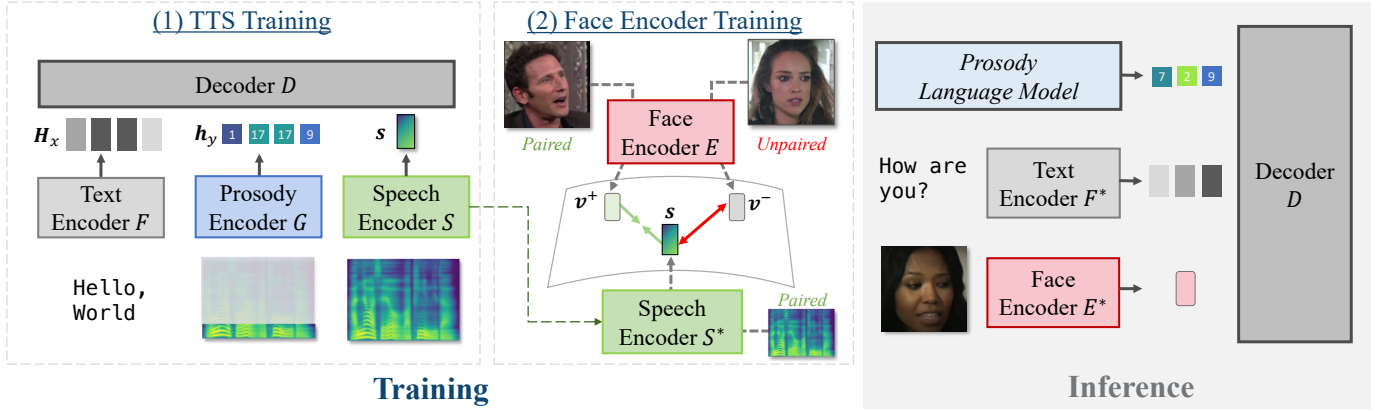 (1) TTS Training
Decoder D
H_x
h_y
1 17 17 9
s
Text
Encoder F
Prosody
Encoder G
Speech
Encoder S
Hello,
World
(2) Face Encoder Training
Face
Encoder E
Paired
Unpaired
v⁺
s
v⁻
Speech
Encoder S*
Paired
Training
Prosody
Language Model
7 2 9
How are
you?
Text
Encoder F*
Face
Encoder E*
Decoder
D
Inference